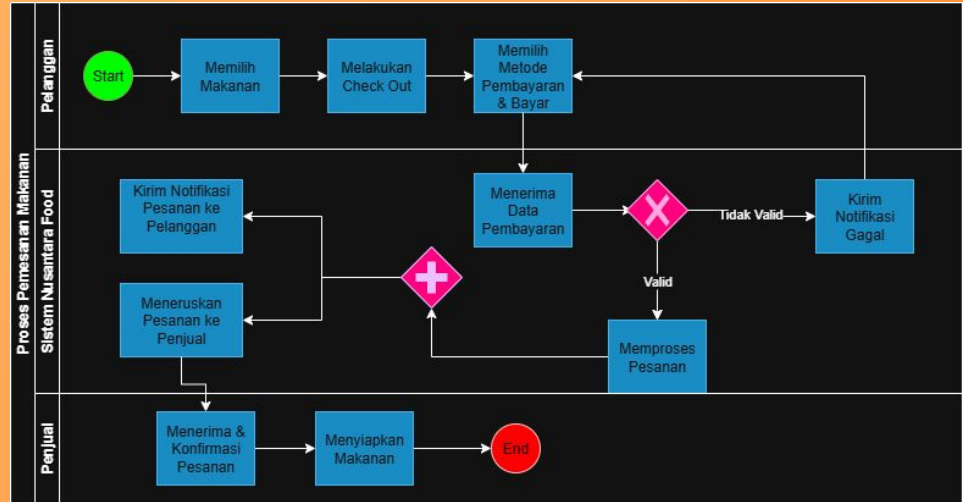 Proses Pemesanan Makanan
Pelanggan
Start
Memilih
Makanan
Melakukan
Check Out
Memilih
Metode
Pembayaran
& Bayar
Sistem Nusantara Food
Kirim Notifikasi
Pesanan ke
Pelanggan
Meneruskan
Pesanan ke
Penjual
Menerima
Data
Pembayaran
Tidak Valid
Kirim
Notifikasi
Gagal
Valid
Memproses
Pesanan
Penjual
Menerima &
Konfirmasi
Pesanan
Menyiapkan
Makanan
End